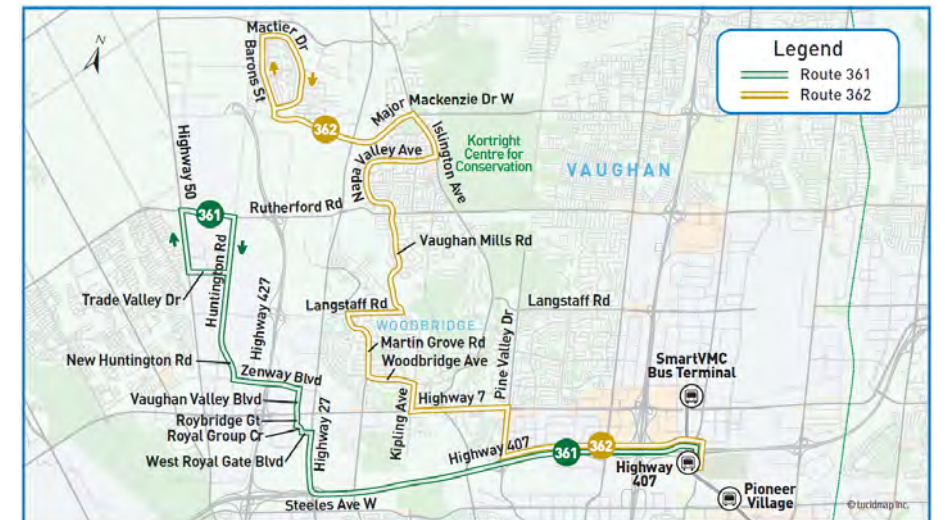 N
Mactier Dr
Barons St
362
Major Mackenzie Dr W
Islington Ave
Kortright
Centre for
Conservation
VAUGHAN
Legend
Route 361
Route 362
Highway 50
Napa Valley Ave
361
Rutherford Rd
Huntington Rd
Highway 427
Vaughan Mills Rd
Trade Valley Dr
Langstaff Rd
Langstaff Rd
WOODBRIDGE
Martin Grove Rd
Woodbridge Ave
Pine Valley Dr
New Huntington Rd
Zenway Blvd
SmartVMC
Bus Terminal
Vaughan Valley Blvd
Highway 7
Kipling Ave
Roybridge Gt
Royal Group Cr
Highway 27
West Royal Gate Blvd
Highway 407
361
362
Highway
407
Steeles Ave W
Pioneer
Village
© lucidmap Inc.